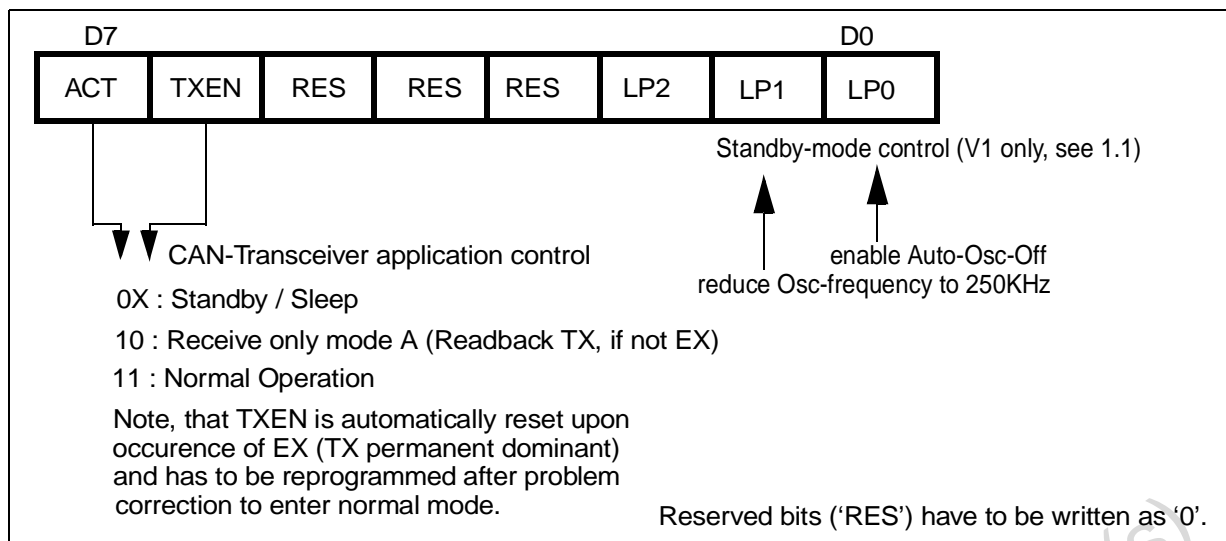 D7 D0
ACT TXEN RES RES RES LP2 LP1 LP0
Standby-mode control (V1 only, see 1.1)
enable Auto-Osc-Off
reduce Osc-frequency to 250KHz
CAN-Transceiver application control
0X : Standby / Sleep
10 : Receive only mode A (Readback TX, if not EX)
11 : Normal Operation
Note, that TXEN is automatically reset upon
occurence of EX (TX permanent dominant)
and has to be reprogrammed after problem
correction to enter normal mode.
Reserved bits (‘RES’) have to be written as ‘0’.